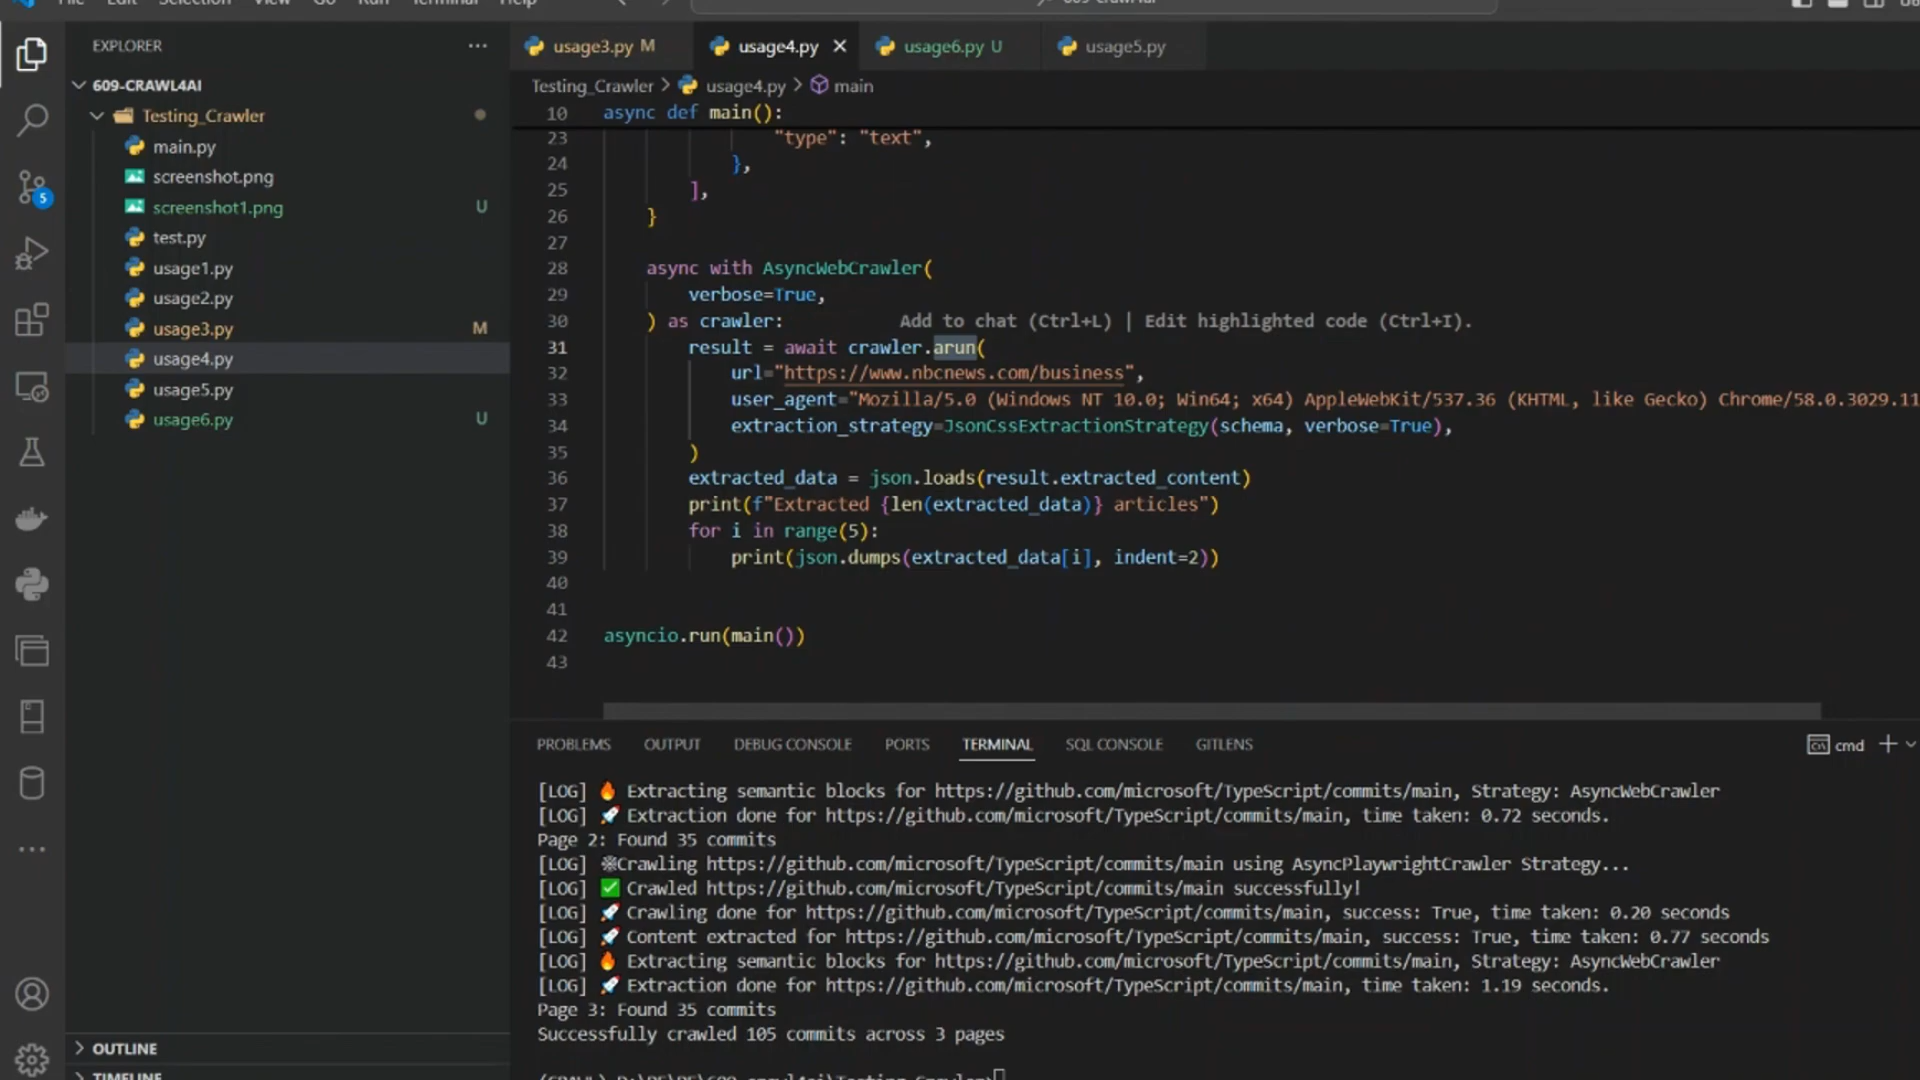 File Edit Selection View Go Run Terminal Help
EXPLORER
609-CRAWL4AI
Testing_Crawler
main.py
screenshot.png
screenshot1.png U
test.py
usage1.py
usage2.py
usage3.py M
usage4.py
usage5.py
usage6.py U
OUTLINE
TIMELINE
5
usage3.py M
usage4.py
usage6.py U
usage5.py
Testing_Crawler > usage4.py > main
10 async def main():
23 "type": "text",
24 },
25 ],
26 }
27
28 async with AsyncWebCrawler(
29 verbose=True,
30 ) as crawler: Add to chat (Ctrl+L) | Edit highlighted code (Ctrl+I).
31 result = await crawler.arun(
32 url="https://www.nbcnews.com/business",
33 user_agent="Mozilla/5.0 (Windows NT 10.0; Win64; x64) AppleWebKit/537.36 (KHTML, like Gecko) Chrome/58.0.3029.11
34 extraction_strategy=JsonCssExtractionStrategy(schema, verbose=True),
35 )
36 extracted_data = json.loads(result.extracted_content)
37 print(f"Extracted {len(extracted_data)} articles")
38 for i in range(5):
39 print(json.dumps(extracted_data[i], indent=2))
40
41
42 asyncio.run(main())
43
PROBLEMS OUTPUT DEBUG CONSOLE PORTS TERMINAL SQL CONSOLE GITLENS
cmd
[LOG] 🔥 Extracting semantic blocks for https://github.com/microsoft/TypeScript/commits/main, Strategy: AsyncWebCrawler
[LOG] 🚀 Extraction done for https://github.com/microsoft/TypeScript/commits/main, time taken: 0.72 seconds.
Page 2: Found 35 commits
[LOG] 🕸️Crawling https://github.com/microsoft/TypeScript/commits/main using AsyncPlaywrightCrawler Strategy...
[LOG] ✅ Crawled https://github.com/microsoft/TypeScript/commits/main successfully!
[LOG] 🚀 Crawling done for https://github.com/microsoft/TypeScript/commits/main, success: True, time taken: 0.20 seconds
[LOG] 🚀 Content extracted for https://github.com/microsoft/TypeScript/commits/main, success: True, time taken: 0.77 seconds
[LOG] 🔥 Extracting semantic blocks for https://github.com/microsoft/TypeScript/commits/main, Strategy: AsyncWebCrawler
[LOG] 🚀 Extraction done for https://github.com/microsoft/TypeScript/commits/main, time taken: 1.19 seconds.
Page 3: Found 35 commits
Successfully crawled 105 commits across 3 pages